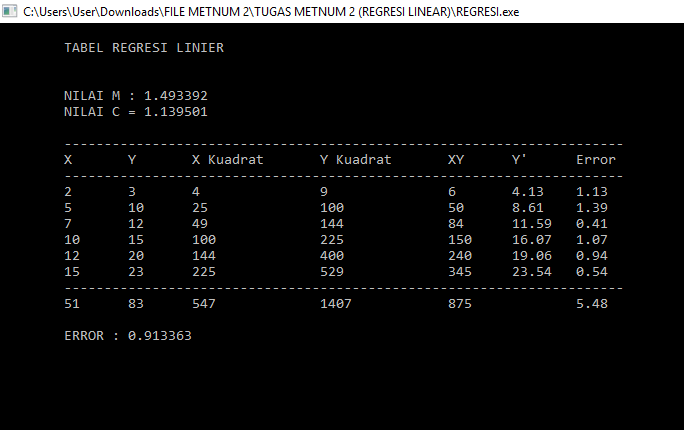 C:\Users\User\Downloads\FILE METNUM 2\TUGAS METNUM 2 (REGRESI LINEAR)\REGRESI.exe
TABEL REGRESI LINIER
NILAI M : 1.493392
NILAI C = 1.139501
----------------------------------------------------------------------
X Y X Kuadrat Y Kuadrat XY Y' Error
----------------------------------------------------------------------
2 3 4 9 6 4.13 1.13
5 10 25 100 50 8.61 1.39
7 12 49 144 84 11.59 0.41
10 15 100 225 150 16.07 1.07
12 20 144 400 240 19.06 0.94
15 23 225 529 345 23.54 0.54
----------------------------------------------------------------------
51 83 547 1407 875 5.48
ERROR : 0.913363